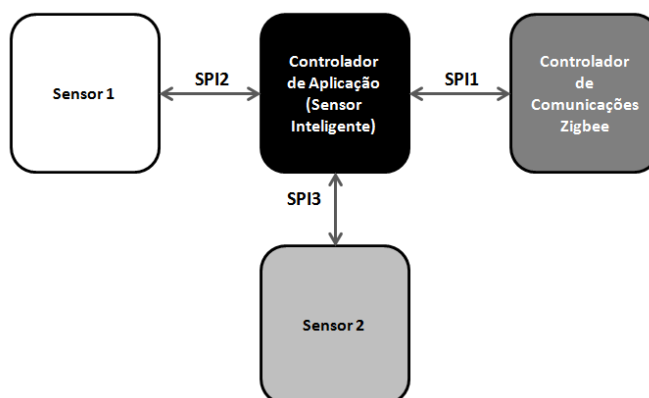 Sensor 1
SPI2
Controlador
de Aplicação
(Sensor
Inteligente)
SPI1
Controlador
de
Comunicações
Zigbee
SPI3
Sensor 2